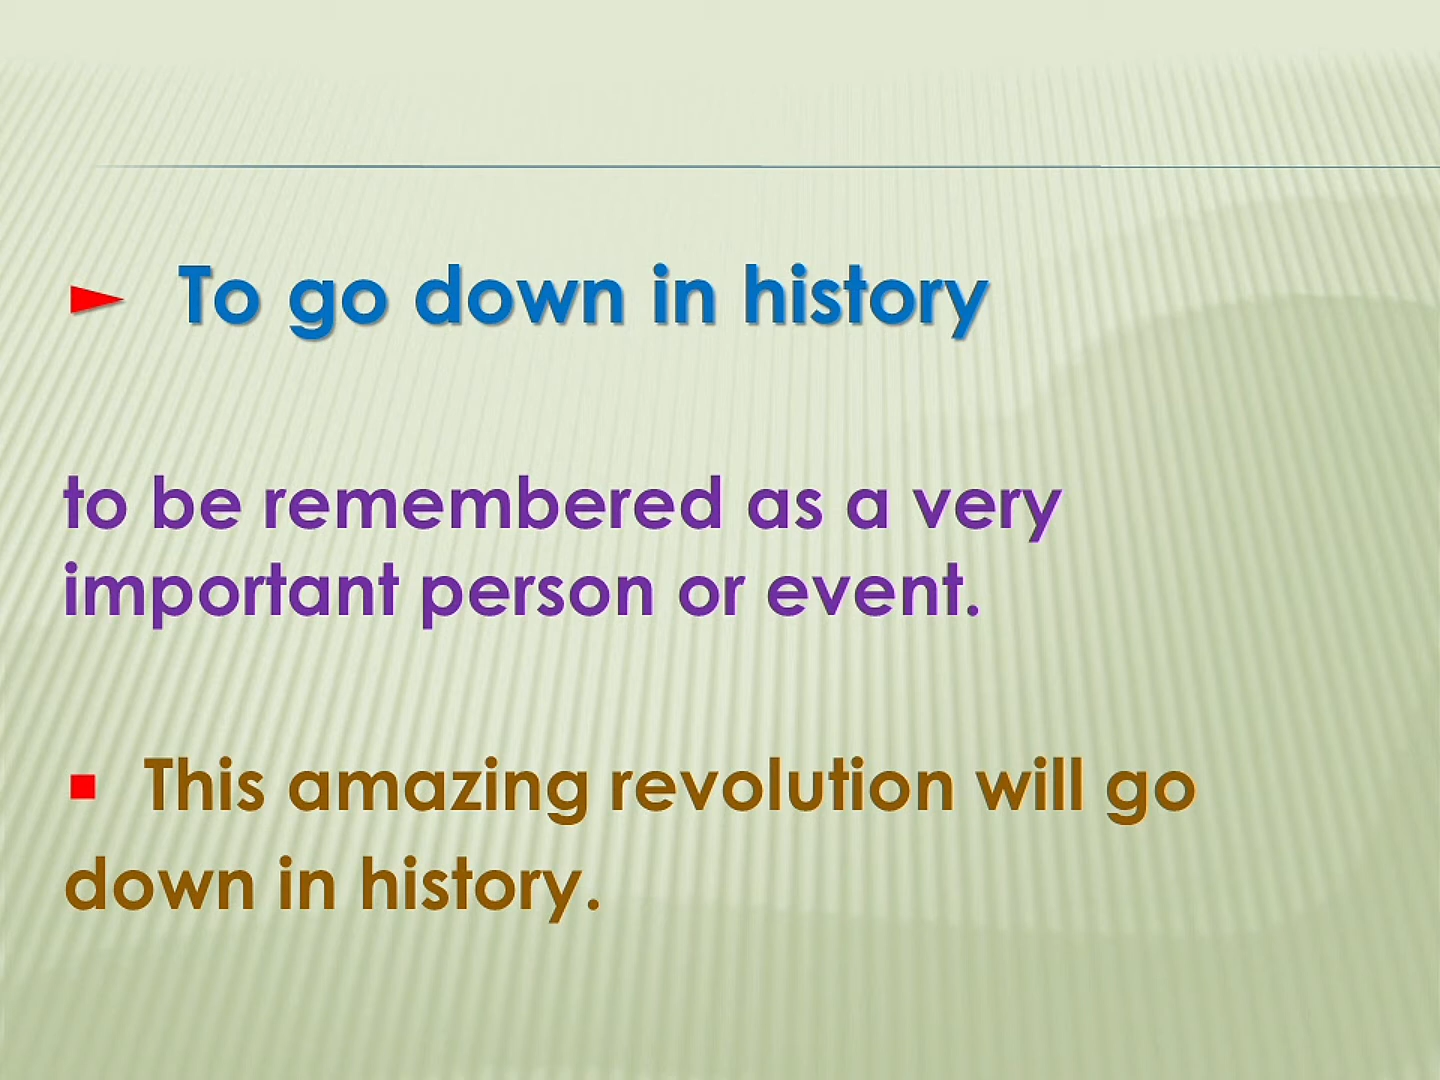 ► To go down in history
to be remembered as a very
important person or event.
▪ This amazing revolution will go
down in history.